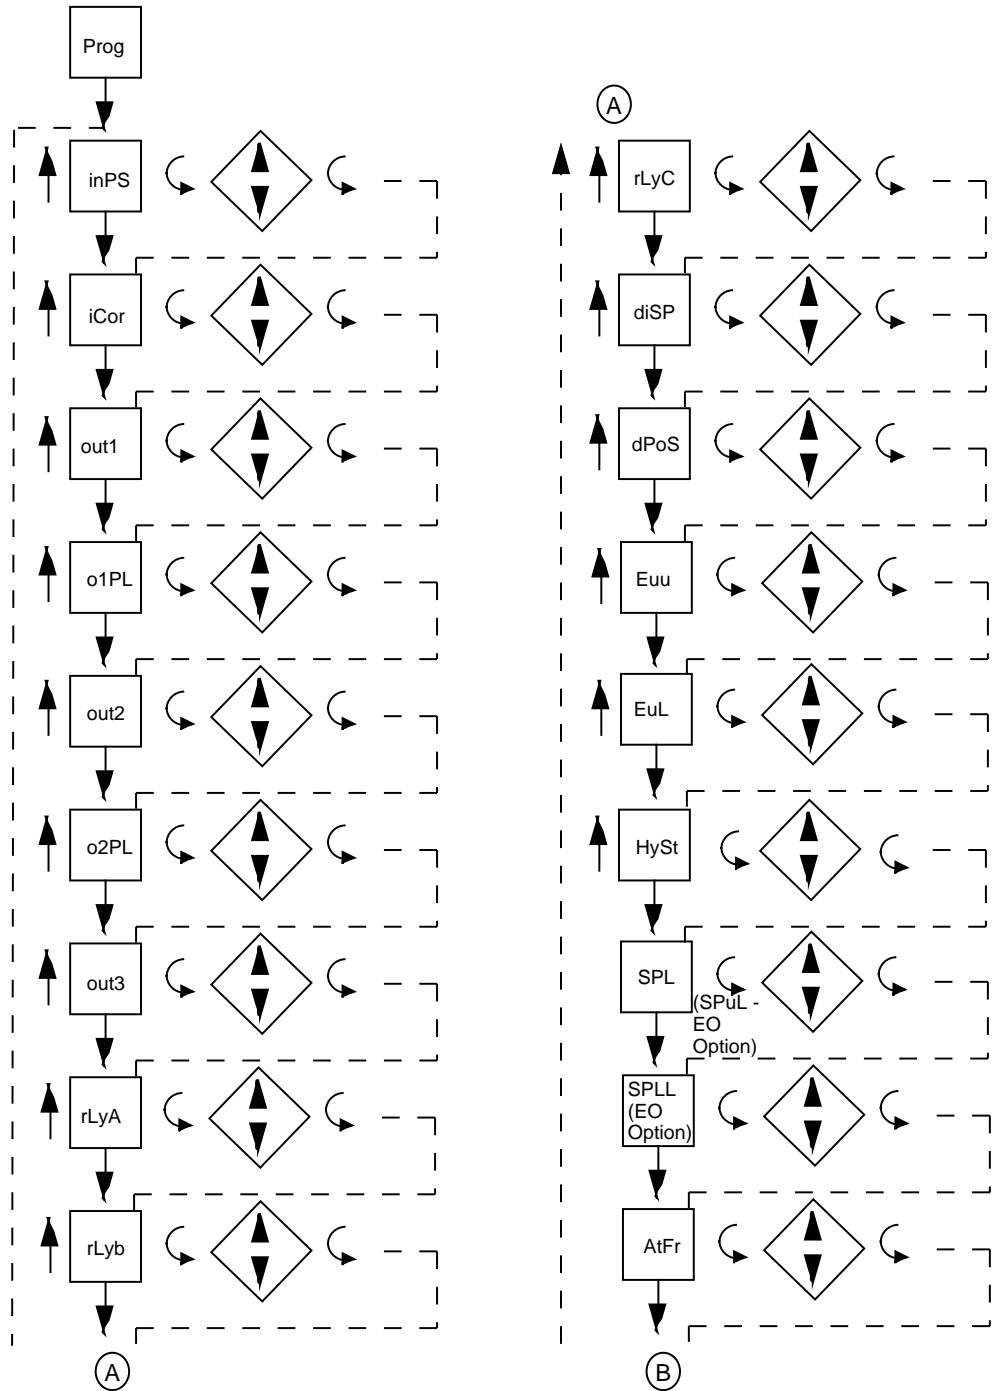 Prog
inPS
iCor
out1
o1PL
out2
o2PL
out3
rLyA
rLyb
A
A
rLyC
diSP
dPoS
Euu
EuL
HySt
SPL
(SPuL -
EO
Option)
SPLL
(EO
Option)
AtFr
B